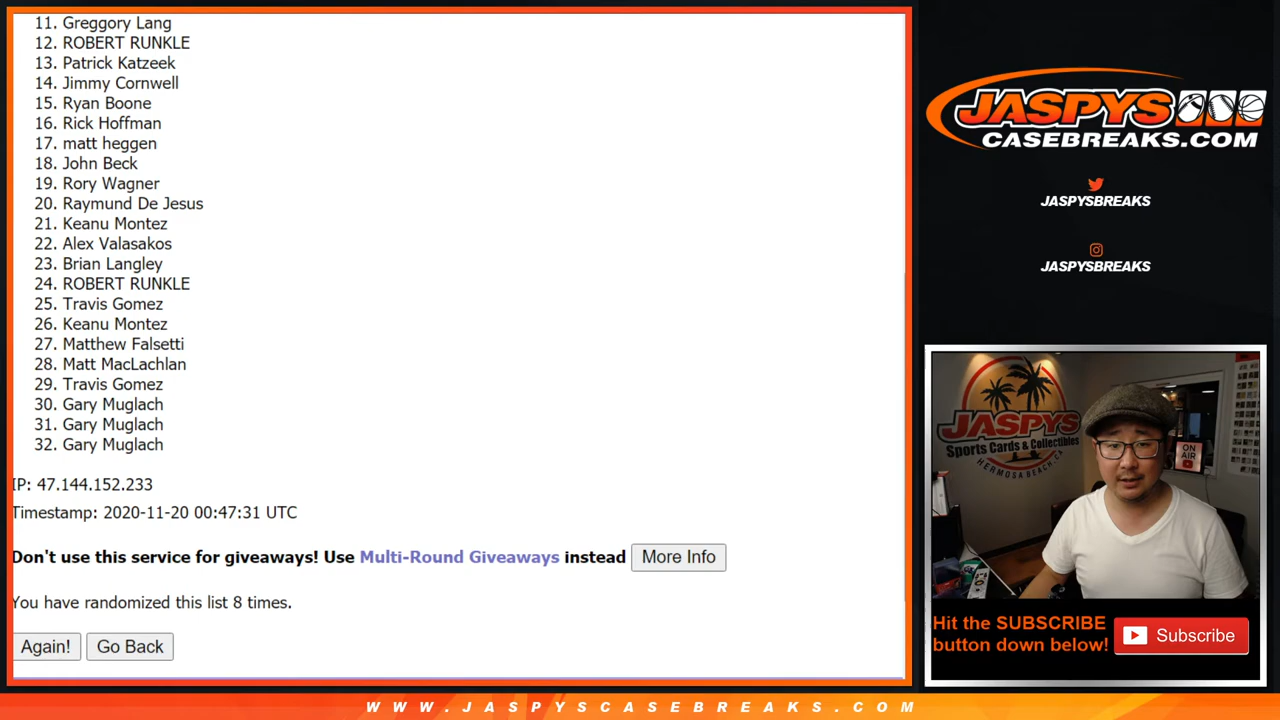 11. Greggory Lang
12. ROBERT RUNKLE
13. Patrick Katzeek
14. Jimmy Cornwell
15. Ryan Boone
16. Rick Hoffman
17. matt heggen
18. John Beck
19. Rory Wagner
20. Raymund De Jesus
21. Keanu Montez
22. Alex Valasakos
23. Brian Langley
24. ROBERT RUNKLE
25. Travis Gomez
26. Keanu Montez
27. Matthew Falsetti
28. Matt MacLachlan
29. Travis Gomez
30. Gary Muglach
31. Gary Muglach
32. Gary Muglach
IP: 47.144.152.233
Timestamp: 2020-11-20 00:47:31 UTC
Don't use this service for giveaways! Use Multi-Round Giveaways instead More Info
You have randomized this list 8 times.
Again! Go Back
JASPYS
CASEBREAKS.COM
JASPYSBREAKS
JASPYSBREAKS
JASPYS
Sports Cards & Collectibles
HERMOSA BEACH, CA
ON
AIR
Hit the SUBSCRIBE
button down below!
Subscribe
WWW.JASPYSCASEBREAKS.COM